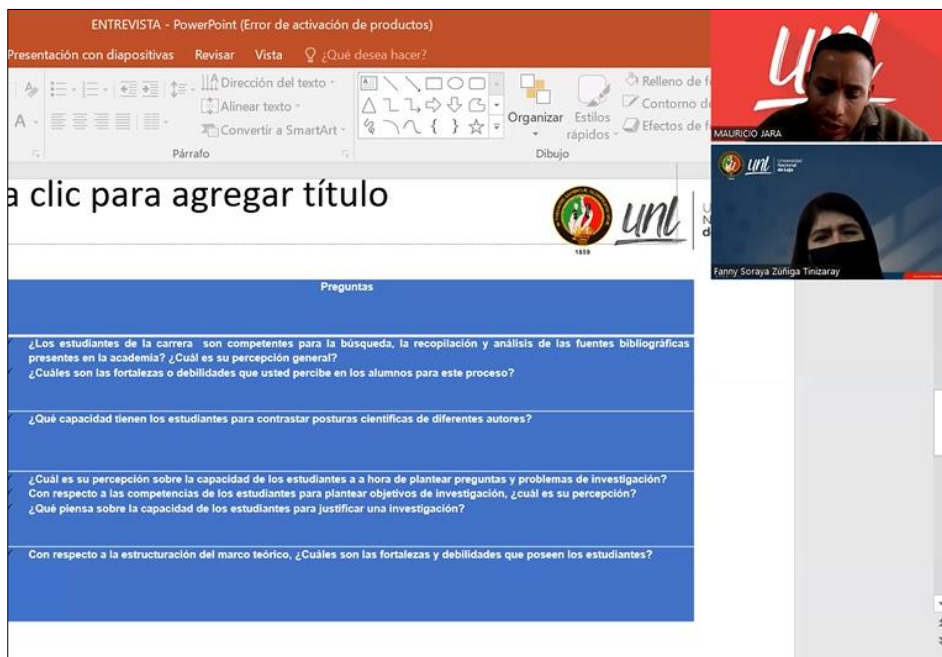 ENTREVISTA - PowerPoint (Error de activación de productos)
Presentación con diapositivas Revisar Vista ¿Qué desea hacer?
Dirección del texto
Alinear texto
Convertir a SmartArt
Organizar
Estilos rápidos
Relleno de f
Contorno d
Efectos de f
Párrafo
Dibujo
unl
MAURICIO JARA
unl Universidad Nacional de Loja
Fanny Soraya Zúñiga Tinizaray
a clic para agregar título
1859
unl
U
N
d
Preguntas
¿Los estudiantes de la carrera son competentes para la búsqueda, la recopilación y análisis de las fuentes bibliográficas
presentes en la academia? ¿Cuál es su percepción general?
¿Cuáles son las fortalezas o debilidades que usted percibe en los alumnos para este proceso?
¿Qué capacidad tienen los estudiantes para contrastar posturas científicas de diferentes autores?
¿Cuál es su percepción sobre la capacidad de los estudiantes a a hora de plantear preguntas y problemas de investigación?
Con respecto a las competencias de los estudiantes para plantear objetivos de investigación, ¿cuál es su percepción?
¿Qué piensa sobre la capacidad de los estudiantes para justificar una investigación?
Con respecto a la estructuración del marco teórico, ¿Cuáles son las fortalezas y debilidades que poseen los estudiantes?